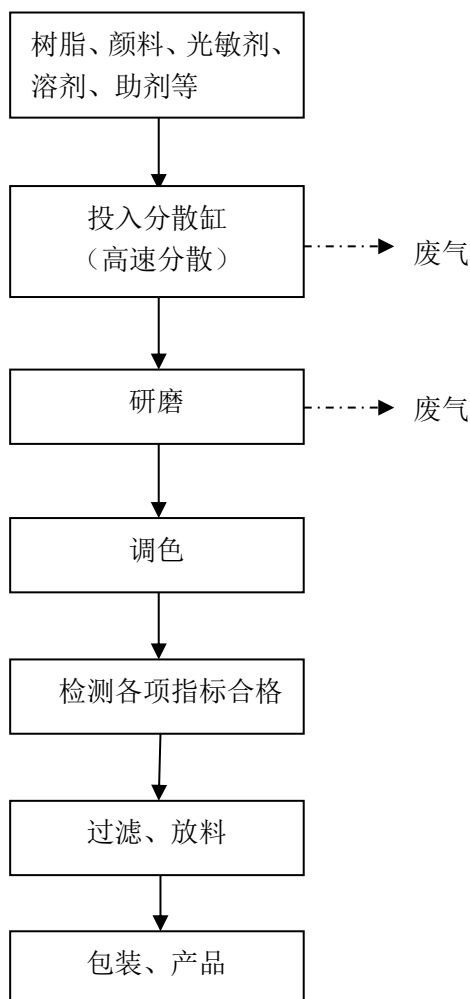 树脂、颜料、光敏剂、
溶剂、助剂等
投入分散缸
（高速分散）
废气
研磨
废气
调色
检测各项指标合格
过滤、放料
包装、产品